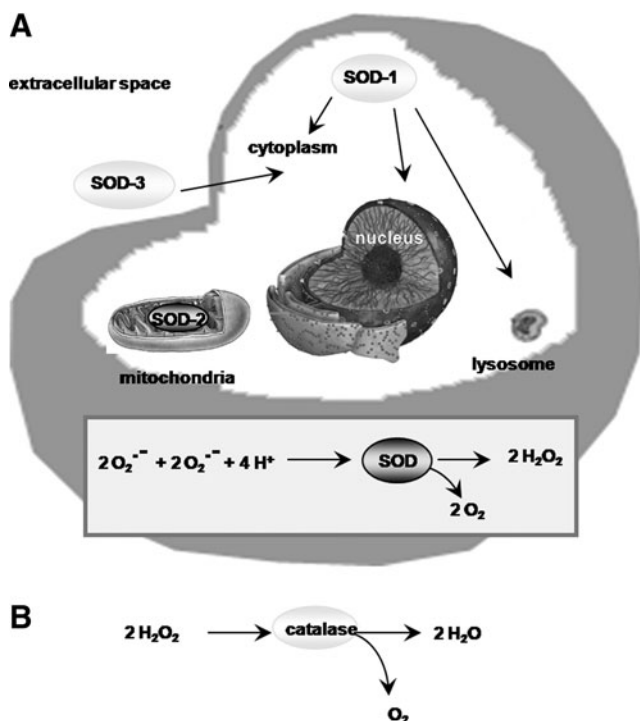 A
SOD-1
extracellular space
cytoplasm
SOD-3
nucleus
SOD-2
mitochondria
lysosome
2 O₂˙⁻ + 2 O₂˙⁻ + 4 H⁺ SOD 2 H₂O₂
2 O₂
B
2 H₂O₂ catalase 2 H₂O
O₂